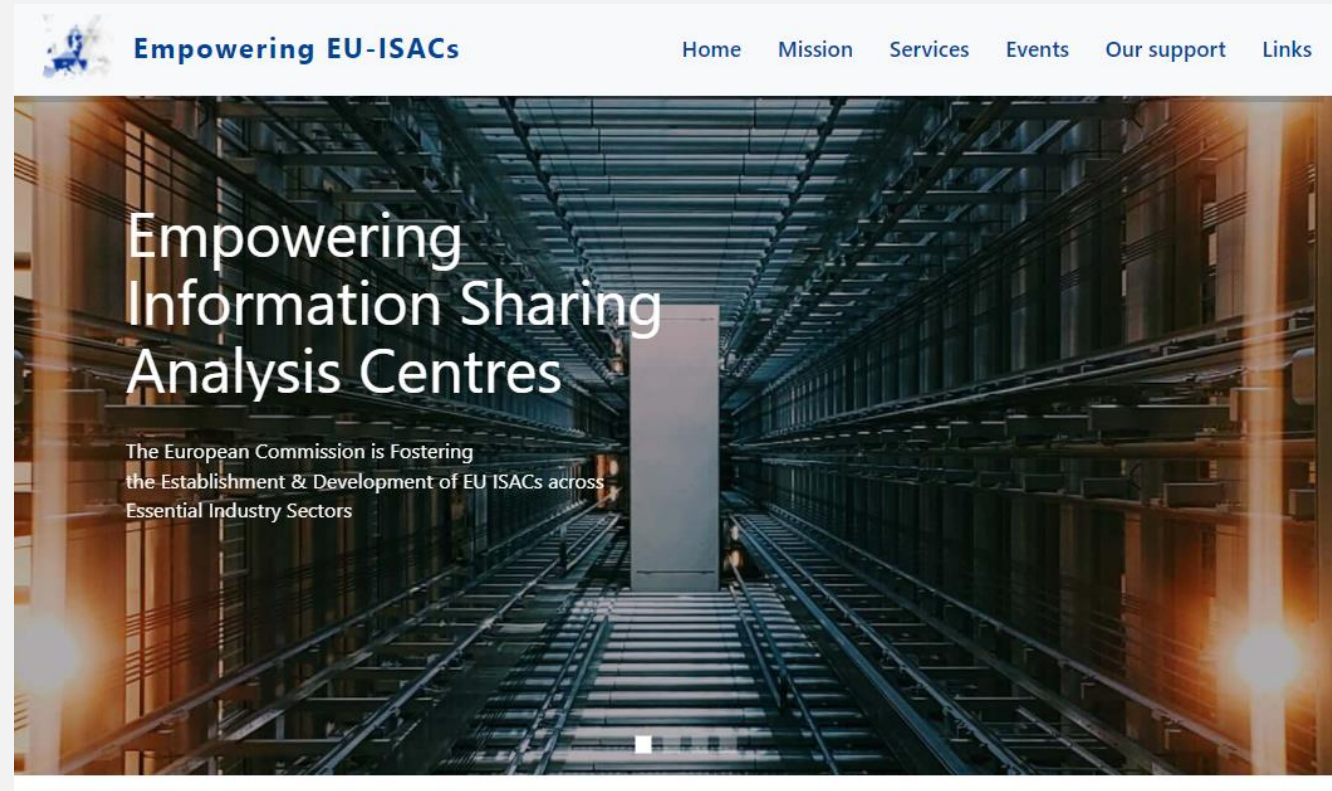 Empowering EU-ISACs
Home Mission Services Events Our support Links
Empowering
Information Sharing
Analysis Centres
The European Commission is Fostering
the Establishment & Development of EU ISACs across
Essential Industry Sectors